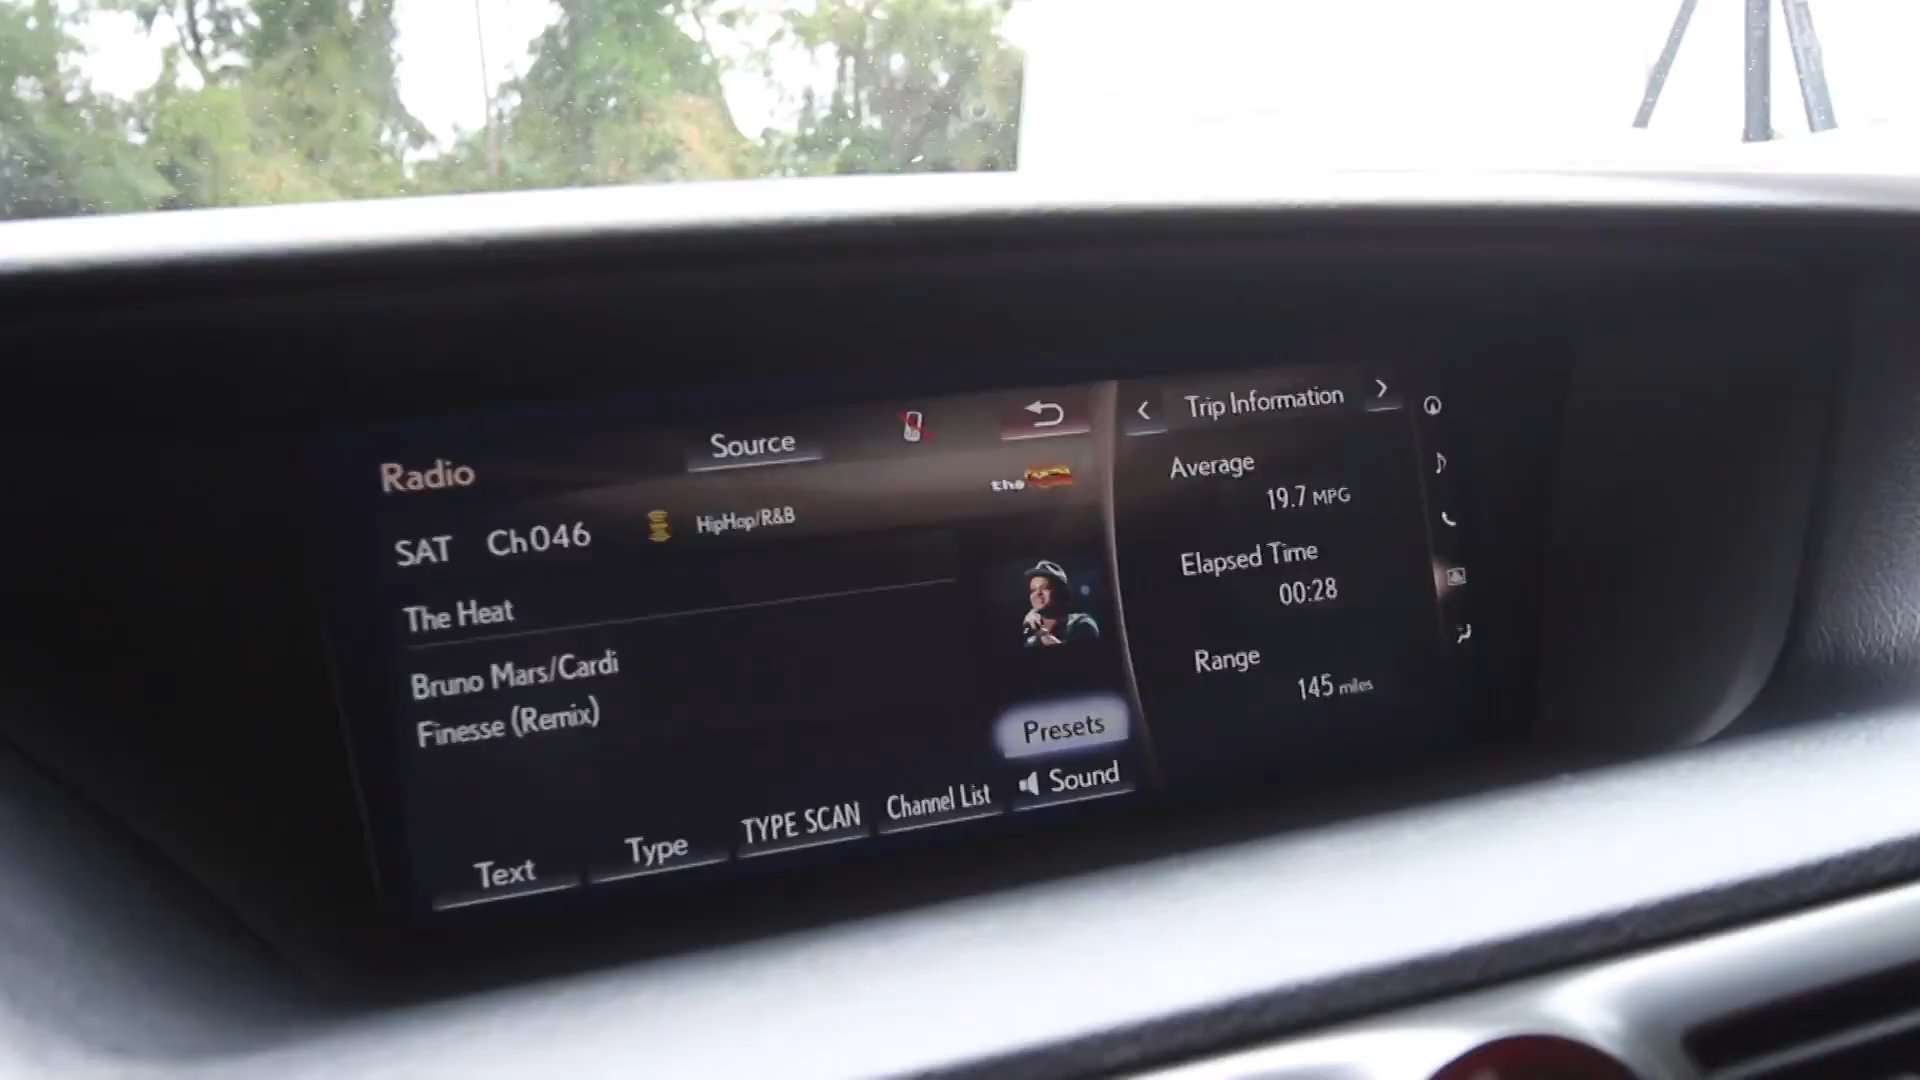 Radio
Source
SAT Ch046
HipHop/R&B
the
The Heat
Bruno Mars/Cardi
Finesse (Remix)
Presets
Sound
Text
Type
TYPE SCAN
Channel List
Trip Information
Average
19.7 MPG
Elapsed Time
00:28
Range
145 miles